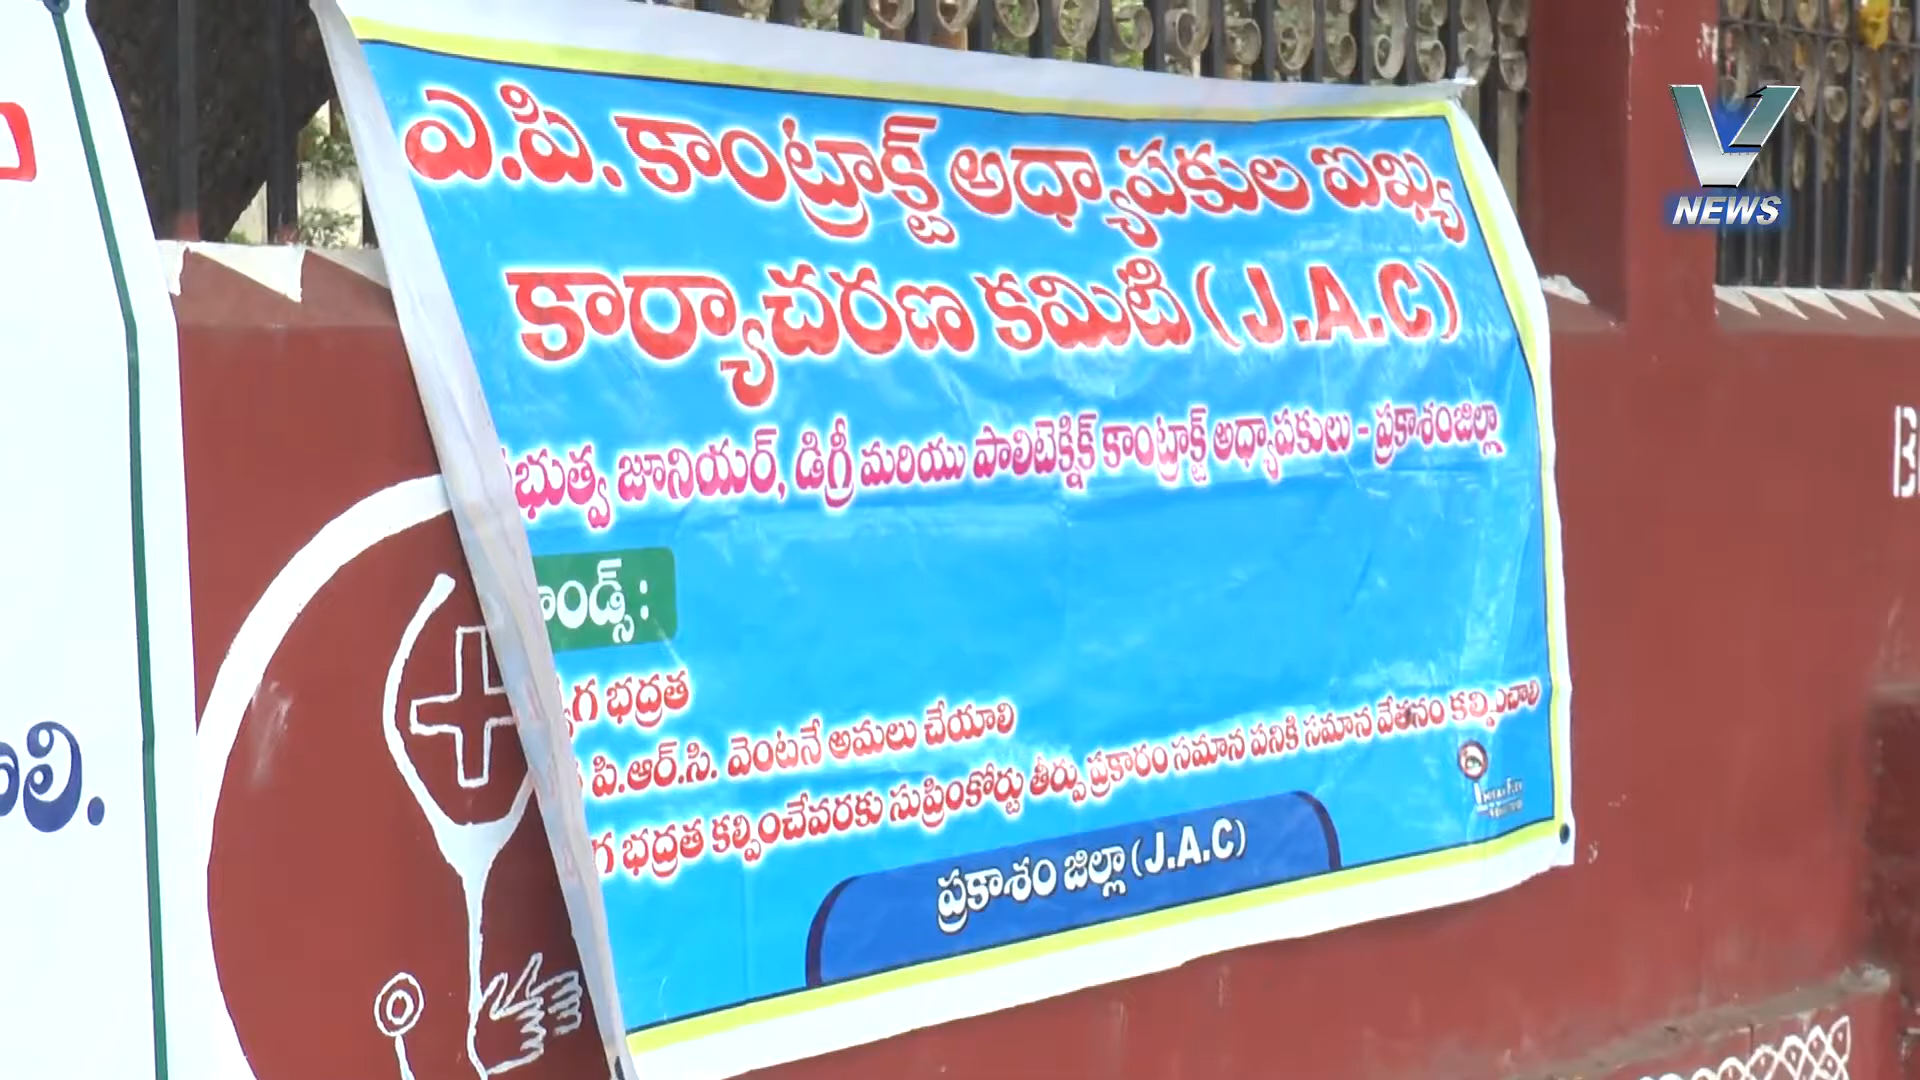 ఎ.పి. కాంట్రాక్ట్ అధ్యాపకుల ఐఖ్య
కార్యాచరణ కమిటి (J.A.C)
జూనియర్, డిగ్రీ మరియు పాలిటెక్నిక్ కాంట్రాక్ట్ అధ్యాపకులు - ప్రకాశంజిల్లా
భద్రత
పి.ఆర్.సి. వెంటనే అమలు చేయాలి
భద్రత కల్పించేవరకు సుప్రింకోర్టు తీర్పు ప్రకారం సమాన పనికి సమాన వేతనం కల్పించాలి
ప్రకాశం జిల్లా (J.A.C)
V NEWS